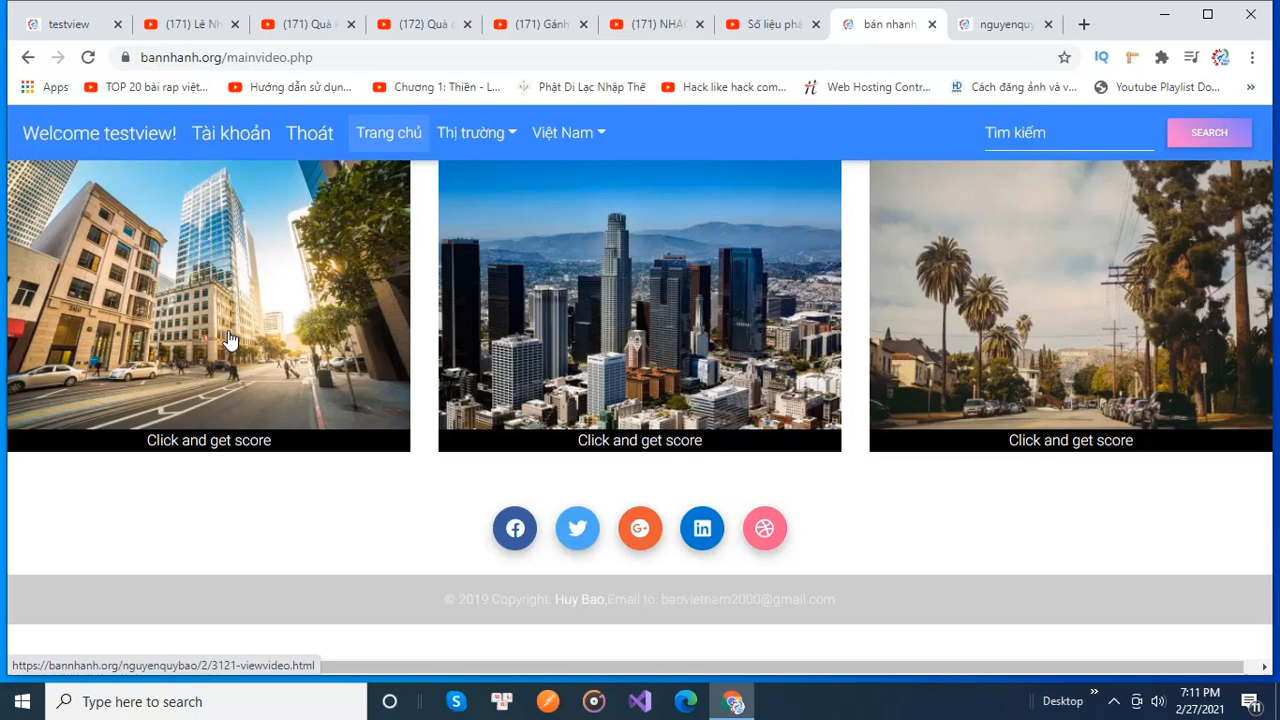 testview
(171) Lê Nh
(171) Quà k
(172) Quà c
(171) Gánh
(171) NHẠC
Số liệu phâ
bán nhanh,
nguyenquy
bannhanh.org/mainvideo.php
Apps
TOP 20 bài rap việt...
Hướng dẫn sử dụn...
Chương 1: Thiền - L...
Phật Di Lạc Nhập Thế
Hack like hack com...
Web Hosting Contr...
Cách đăng ảnh và v...
Youtube Playlist Do...
Welcome testview!
Tài khoản
Thoát
Trang chủ
Thị trường
Việt Nam
Tìm kiếm
SEARCH
Click and get score
Click and get score
Click and get score
© 2019 Copyright: Huy Bao,Email to: baovietnam2000@gmail.com
https://bannhanh.org/nguyenquybao/2/3121-viewvideo.html
Type here to search
Desktop
7:11 PM
2/27/2021
11